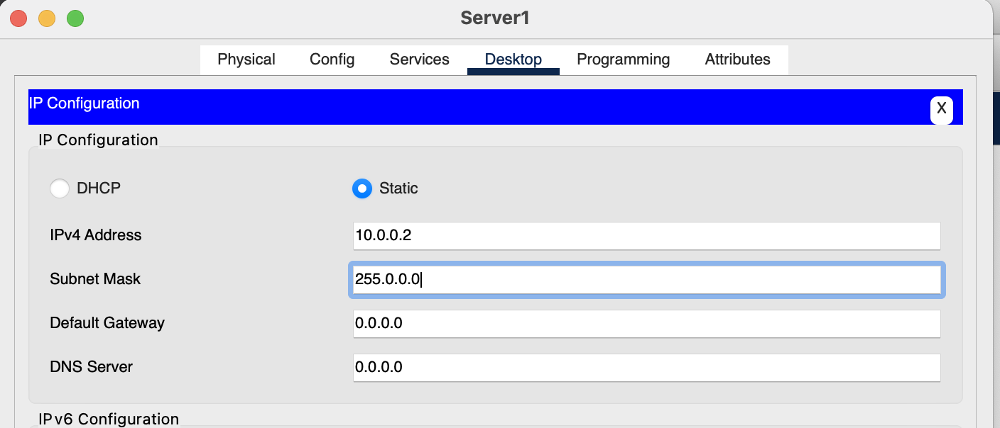 Server1
Physical Config Services Desktop Programming Attributes
IP Configuration
X
IP Configuration
DHCP Static
IPv4 Address 10.0.0.2
Subnet Mask 255.0.0.0
Default Gateway 0.0.0.0
DNS Server 0.0.0.0
IPv6 Configuration